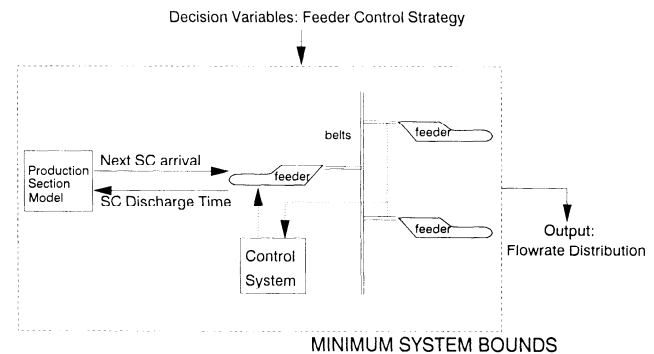 Decision Variables: Feeder Control Strategy
belts
feeder
Next SC arrival
Production
Section
Model
feeder
SC Discharge Time
feeder
Control
System
Output:
Flowrate Distribution
MINIMUM SYSTEM BOUNDS